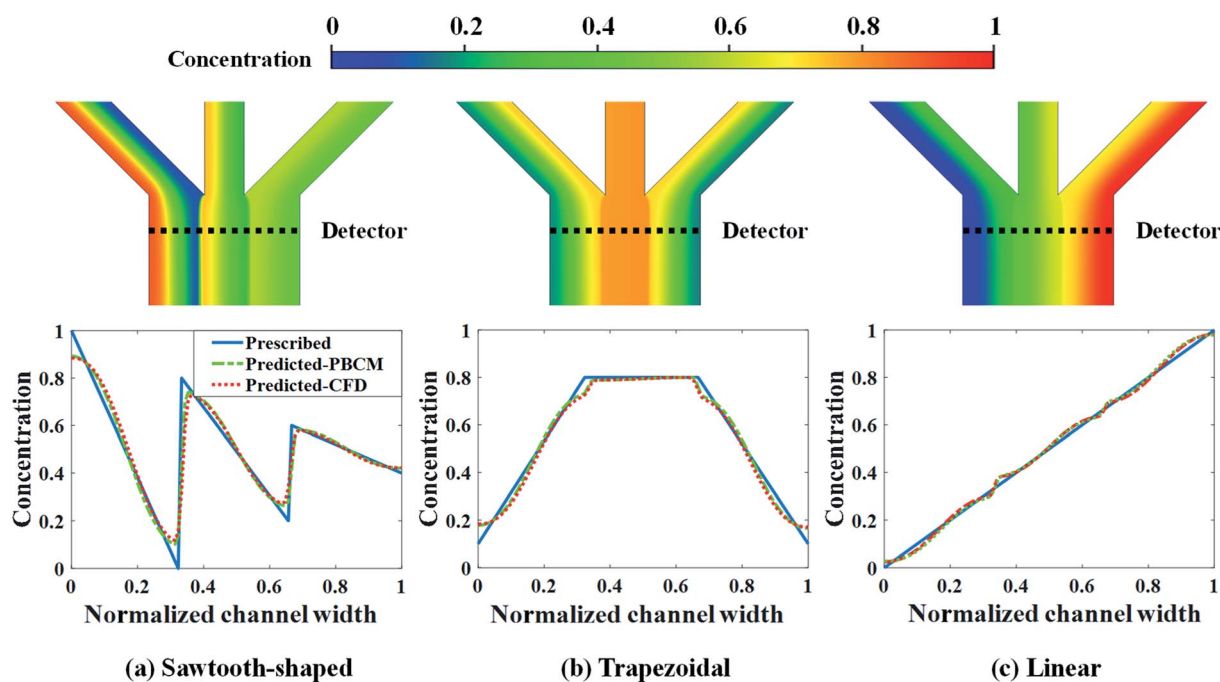 0 0.2 0.4 0.6 0.8 1
Concentration
Detector Detector Detector
1
0.8
0.6
0.4
0.2
0
Concentration
Prescribed
Predicted-PBCM
Predicted-CFD
0 0.2 0.4 0.6 0.8 1
Normalized channel width
(a) Sawtooth-shaped
1
0.8
0.6
0.4
0.2
0
Concentration
0 0.2 0.4 0.6 0.8 1
Normalized channel width
(b) Trapezoidal
1
0.8
0.6
0.4
0.2
0
Concentration
0 0.2 0.4 0.6 0.8 1
Normalized channel width
(c) Linear